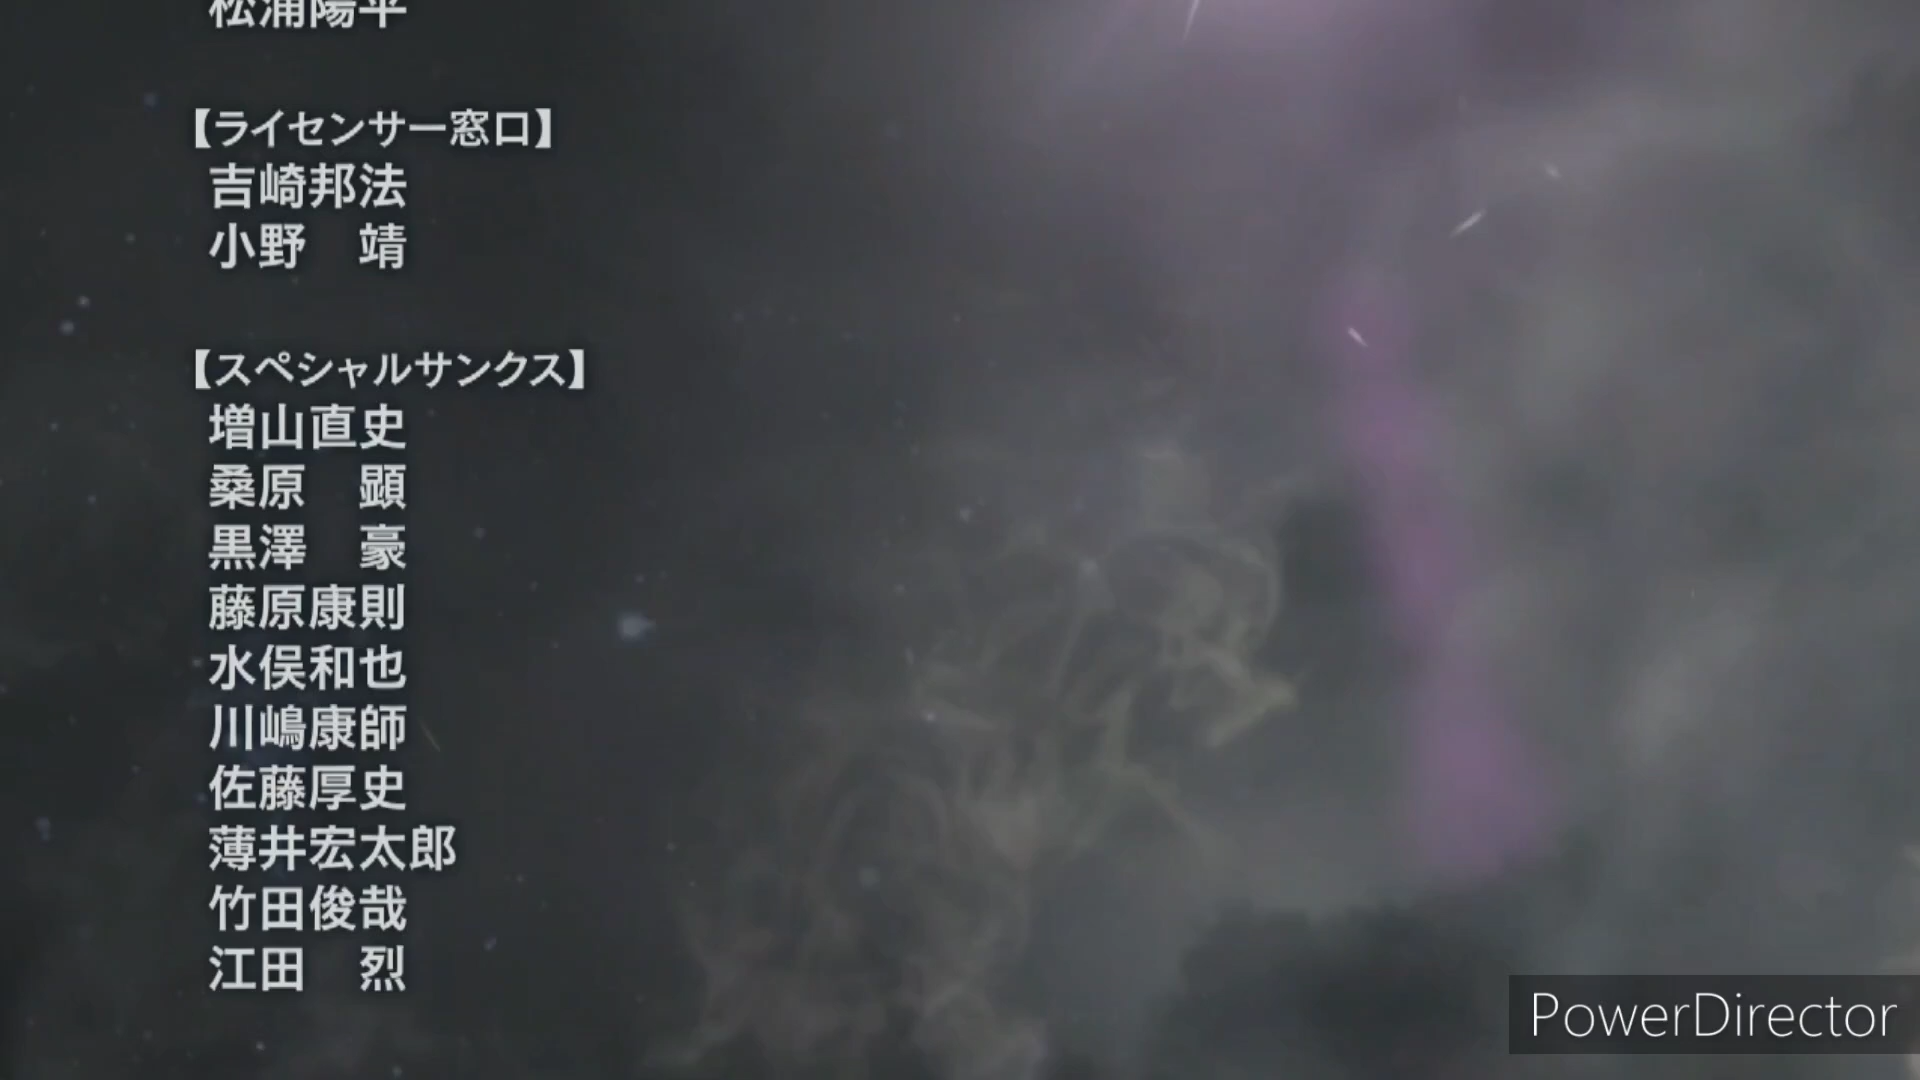 松浦陽平
【ライセンサー窓口】
吉崎邦法
小野　靖
【スペシャルサンクス】
増山直史
桑原　顕
黒澤　豪
藤原康則
水俣和也
川嶋康師
佐藤厚史
薄井宏太郎
竹田俊哉
江田　烈
PowerDirector